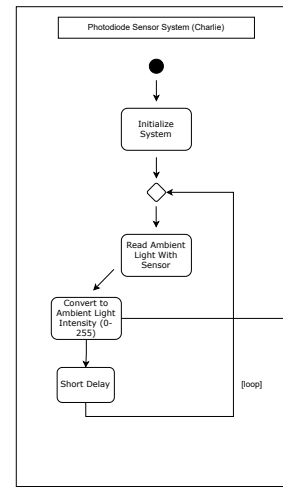 Photodiode Sensor System (Charlie)
Initialize
System
Read Ambient
Light With
Sensor
Convert to
Ambient Light
Intensity (0-
255)
Short Delay
[loop]